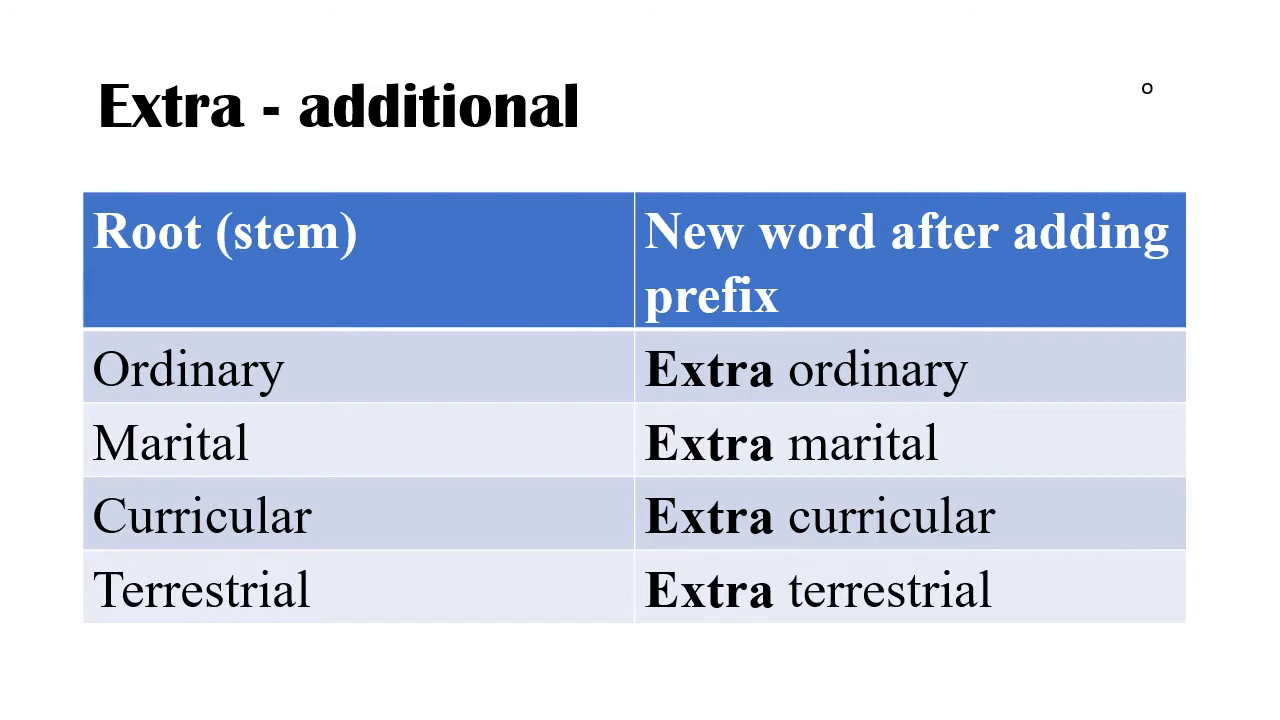 Extra - additional
o
Root (stem)
New word after adding
prefix
Ordinary
Extra ordinary
Marital
Extra marital
Curricular
Extra curricular
Terrestrial
Extra terrestrial